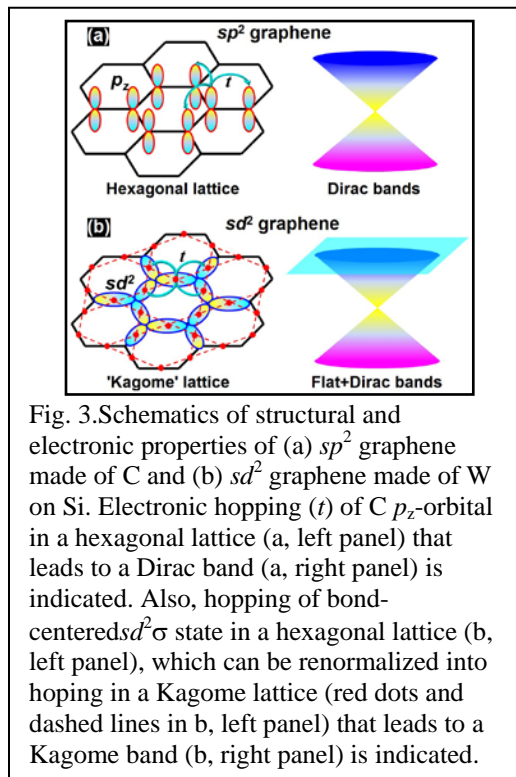 (a)
sp² graphene
p_z
t
Hexagonal lattice
Dirac bands
(b)
sd² graphene
t
sd²
'Kagome' lattice
Flat+Dirac bands
Fig. 3.Schematics of structural and
electronic properties of (a) sp² graphene
made of C and (b) sd² graphene made of W
on Si. Electronic hopping (t) of C p_z-orbital
in a hexagonal lattice (a, left panel) that
leads to a Dirac band (a, right panel) is
indicated. Also, hopping of bond-
centeredsd²σ state in a hexagonal lattice (b,
left panel), which can be renormalized into
hoping in a Kagome lattice (red dots and
dashed lines in b, left panel) that leads to a
Kagome band (b, right panel) is indicated.